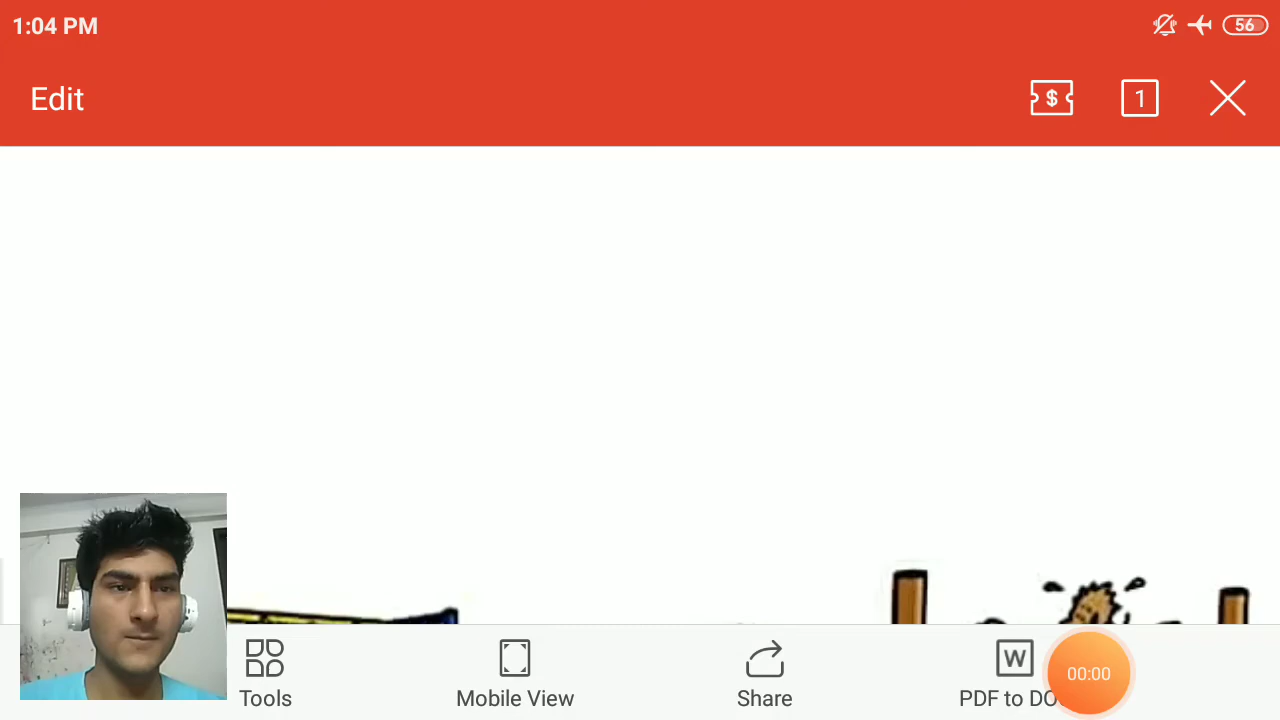 1:04 PM
56
Edit
$
1
Tools
Mobile View
Share
W
PDF to DO
00:00